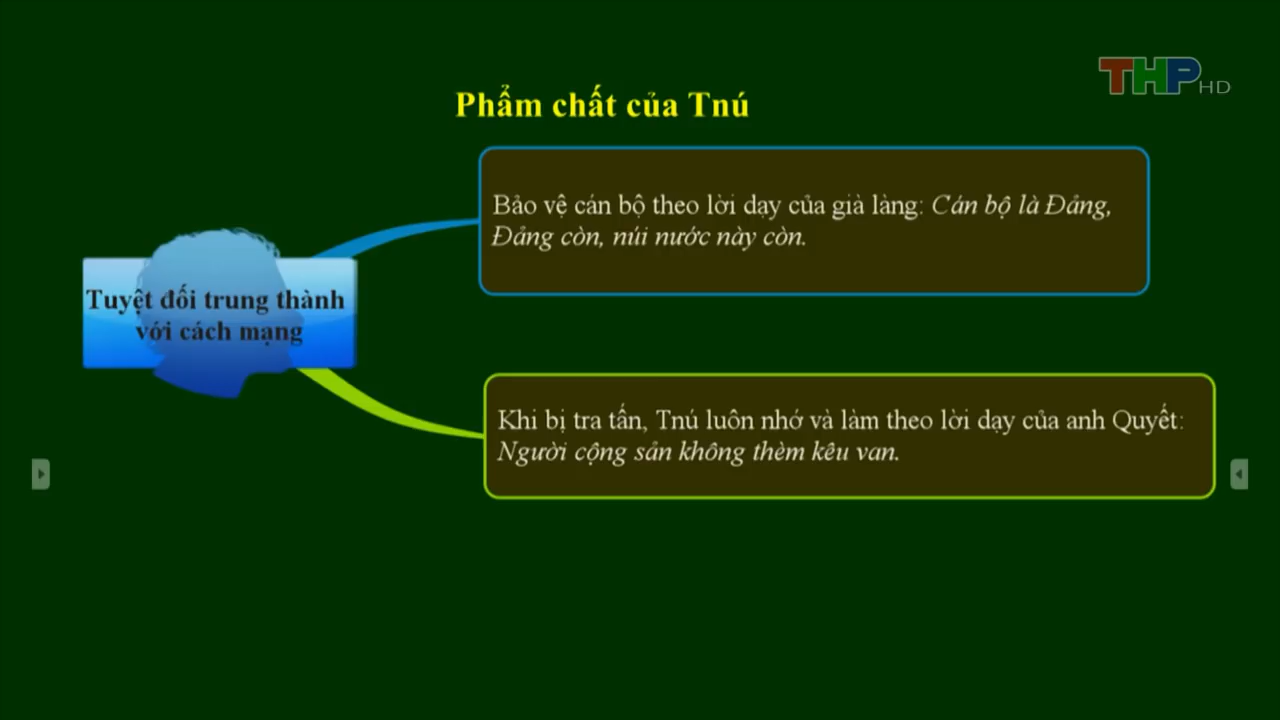 THP HD
Phẩm chất của Tnú
Bảo vệ cán bộ theo lời dạy của già làng: Cán bộ là Đảng,
Đảng còn, núi nước này còn.
Tuyệt đối trung thành
với cách mạng
Khi bị tra tấn, Tnú luôn nhớ và làm theo lời dạy của anh Quyết:
Người cộng sản không thèm kêu van.